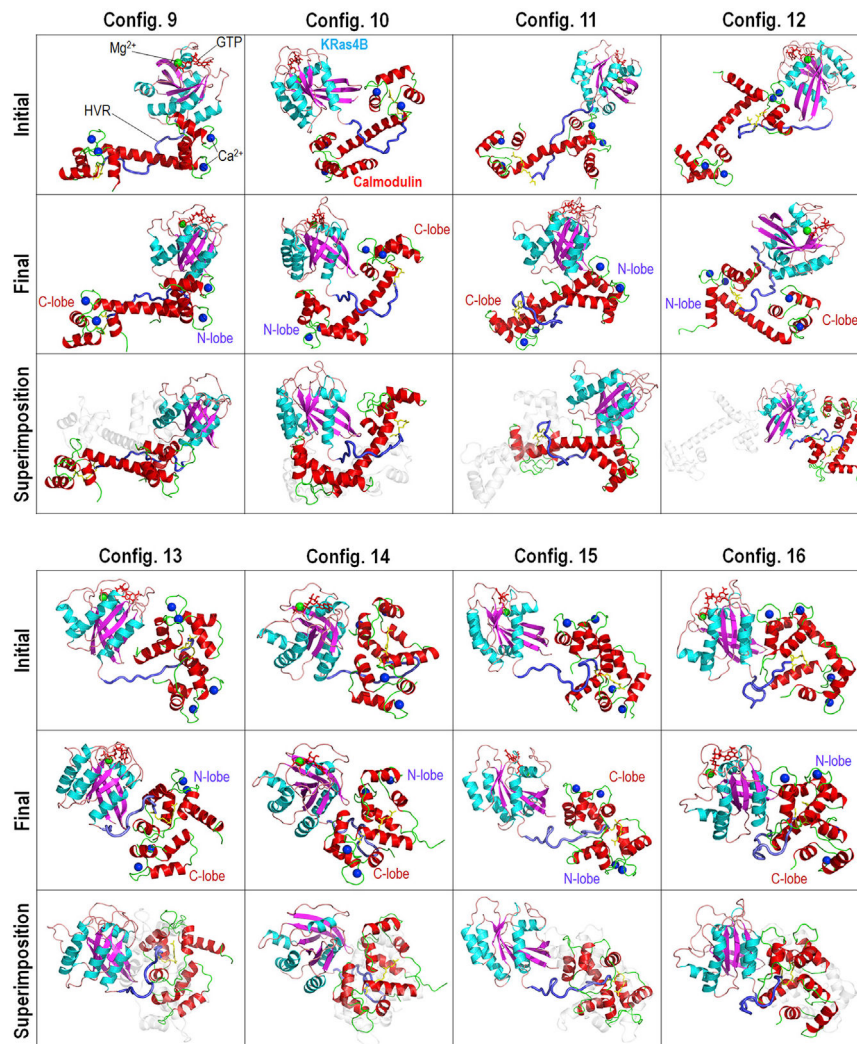 Config. 9 Config. 10 Config. 11 Config. 12
Initial
Mg2+
GTP
HVR
Ca2+
KRas4B
Calmodulin
Final
C-lobe
N-lobe
C-lobe
N-lobe
N-lobe
C-lobe
N-lobe
C-lobe
Superimposition
Config. 13 Config. 14 Config. 15 Config. 16
Initial
Final
N-lobe
C-lobe
N-lobe
C-lobe
C-lobe
N-lobe
N-lobe
C-lobe
Superimposition